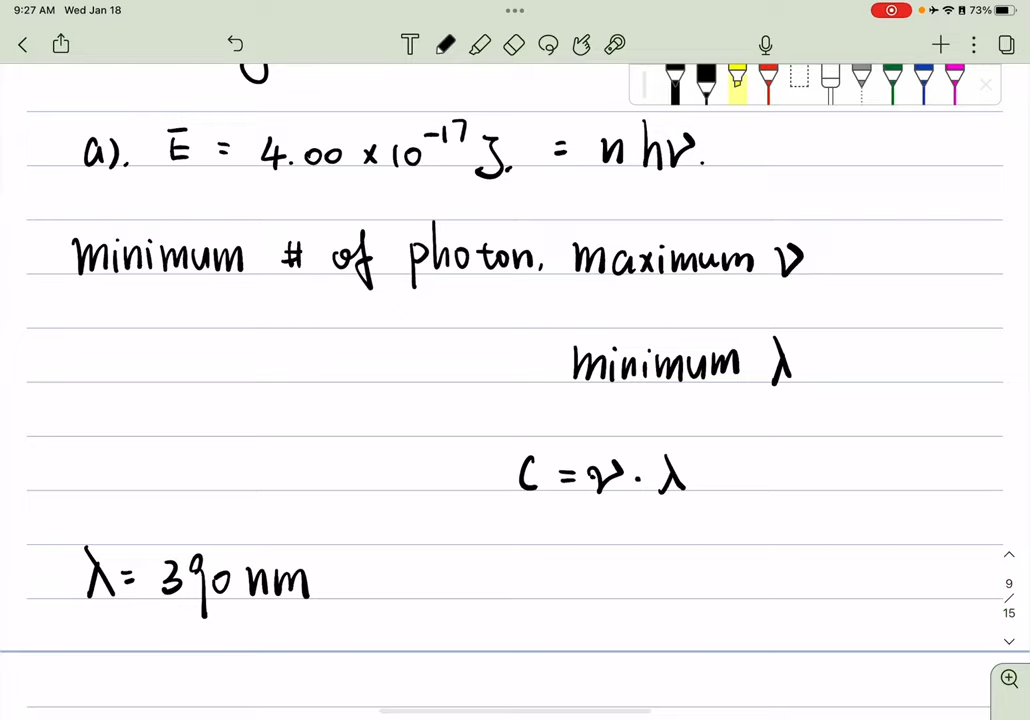 9:27 AM Wed Jan 18
73%
a). E = 4.00 × 10⁻¹⁷ J. = n hν.
minimum # of photon. maximum ν
minimum λ
C = ν · λ
λ = 390 nm
9
/
15